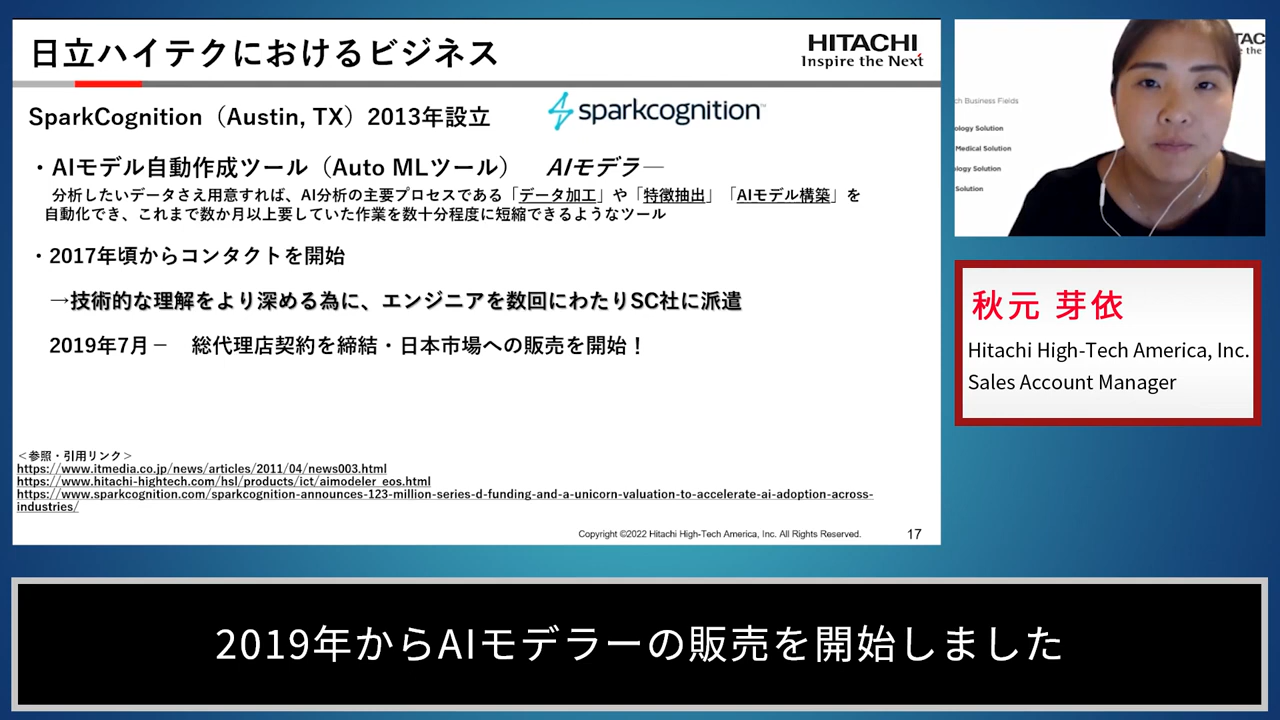 日立ハイテクにおけるビジネス
HITACHI
Inspire the Next
SparkCognition（Austin, TX）2013年設立
sparkcognition™
・AIモデル自動作成ツール（Auto MLツール） AIモデラ―
分析したいデータさえ用意すれば、AI分析の主要プロセスである「データ加工」や「特徴抽出」「AIモデル構築」を
自動化でき、これまで数か月以上要していた作業を数十分程度に短縮できるようなツール
・2017年頃からコンタクトを開始
→技術的な理解をより深める為に、エンジニアを数回にわたりSC社に派遣
2019年7月－ 総代理店契約を締結・日本市場への販売を開始！
＜参照・引用リンク＞
https://www.itmedia.co.jp/news/articles/2011/04/news003.html
https://www.hitachi-hightech.com/hsl/products/ict/aimodeler_eos.html
https://www.sparkcognition.com/sparkcognition-announces-123-million-series-d-funding-and-a-unicorn-valuation-to-accelerate-ai-adoption-across-
industries/
Copyright ©2022 Hitachi High-Tech America, Inc. All Rights Reserved.
17
TAC
the
ch Business Fields
ology Solution
Medical Solution
ology Solution
Solution
秋元 芽依
Hitachi High-Tech America, Inc.
Sales Account Manager
2019年からAIモデラーの販売を開始しました